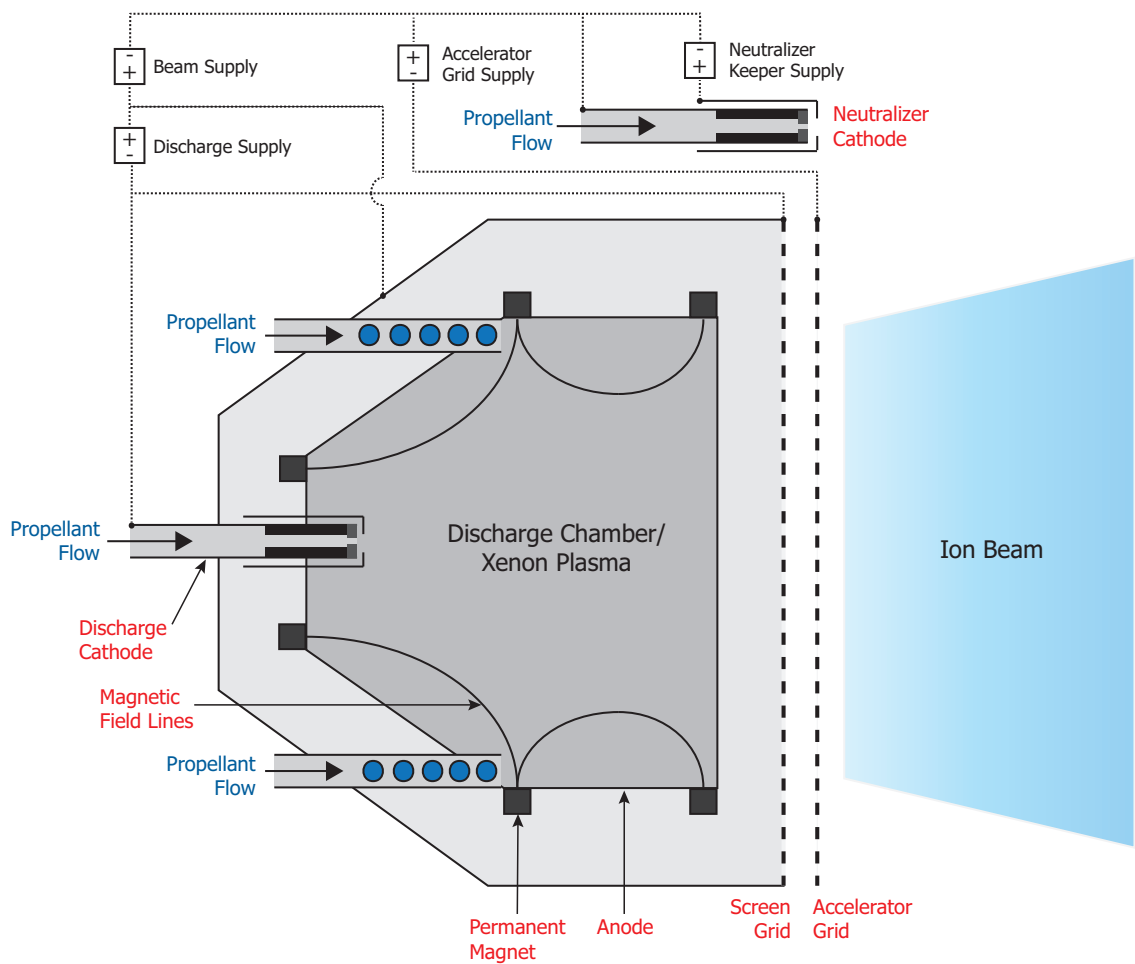 -
+
Beam Supply
+
-
Accelerator
Grid Supply
-
+
Neutralizer
Keeper Supply
Propellant
Flow
Neutralizer
Cathode
+
-
Discharge Supply
Propellant
Flow
Discharge Chamber/
Xenon Plasma
Ion Beam
Propellant
Flow
Discharge
Cathode
Magnetic
Field Lines
Propellant
Flow
Permanent
Magnet
Anode
Screen
Grid
Accelerator
Grid